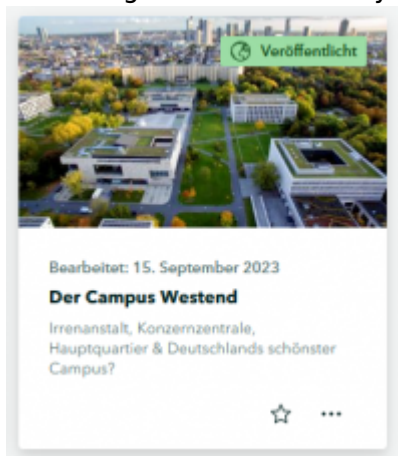 Veröffentlicht
Bearbeitet: 15. September 2023
Der Campus Westend
Irrenanstalt, Konzernzentrale,
Hauptquartier & Deutschlands schönster
Campus?